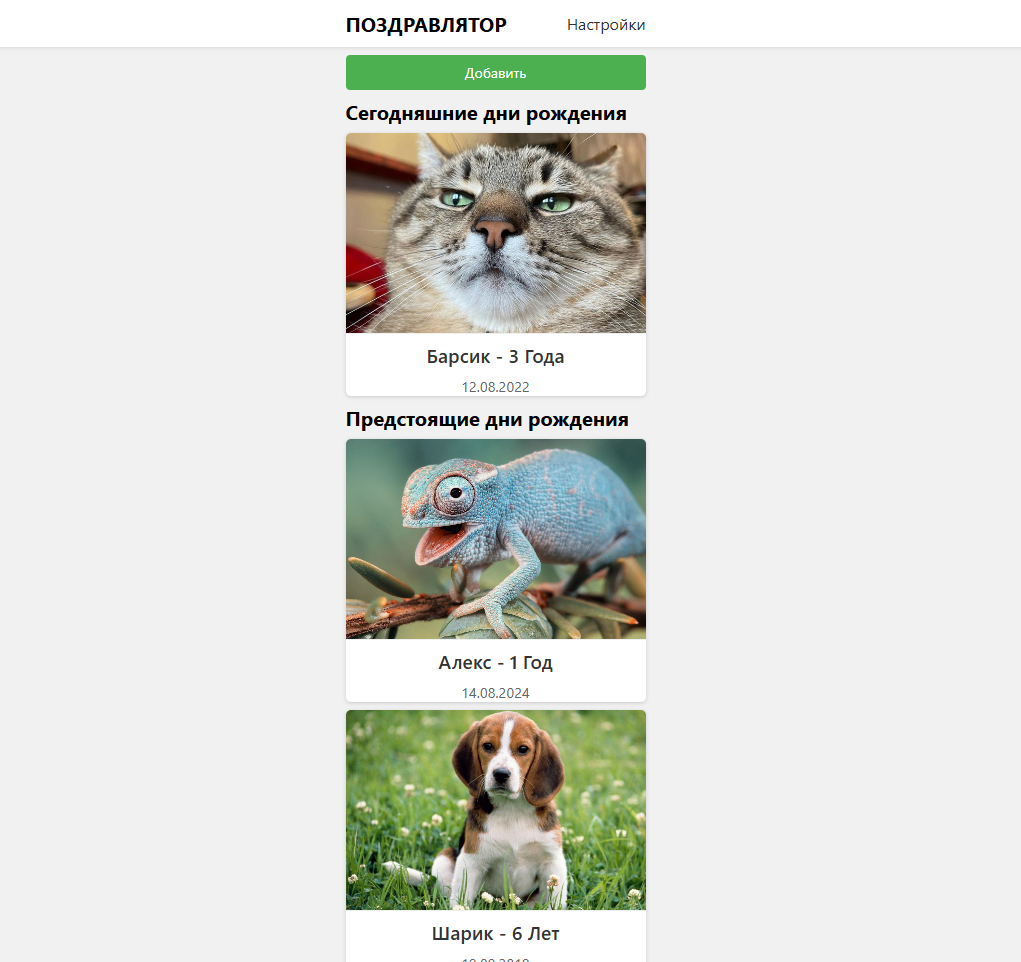 ПОЗДРАВЛЯТОР
Настройки
Добавить
Сегодняшние дни рождения
Барсик - 3 Года
12.08.2022
Предстоящие дни рождения
Алекс - 1 Год
14.08.2024
Шарик - 6 Лет